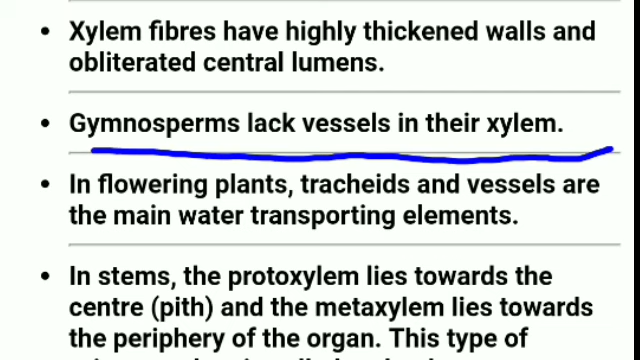 • Xylem fibres have highly thickened walls and
obliterated central lumens.
• Gymnosperms lack vessels in their xylem.
• In flowering plants, tracheids and vessels are
the main water transporting elements.
• In stems, the protoxylem lies towards the
centre (pith) and the metaxylem lies towards
the periphery of the organ. This type of